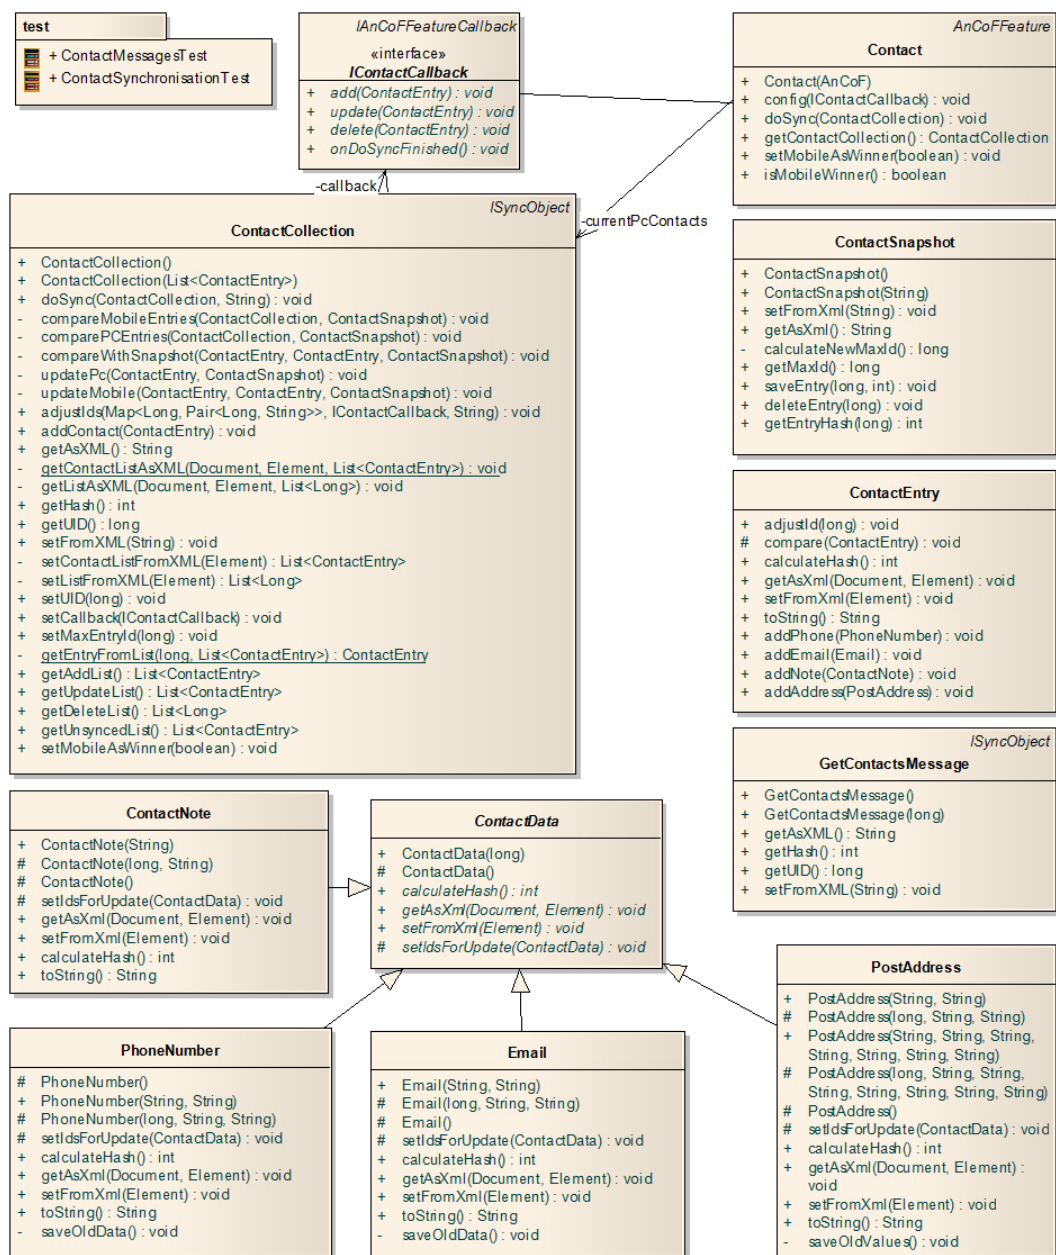 test
+ ContactMessagesTest
+ ContactSynchronisationTest
IAnCoFFeatureCallback
«interface»
IContactCallback
+ add(ContactEntry) : void
+ update(ContactEntry) : void
+ delete(ContactEntry) : void
+ onDoSyncFinished() : void
AnCoFFeature
Contact
+ Contact(AnCoF)
+ config(IContactCallback) : void
+ doSync(ContactCollection) : void
+ getContactCollection() : ContactCollection
+ setMobileAsWinner(boolean) : void
+ isMobileWinner() : boolean
-callback
-currentPcContacts
ISyncObject
ContactCollection
+ ContactCollection()
+ ContactCollection(List<ContactEntry>)
+ doSync(ContactCollection, String) : void
- compareMobileEntries(ContactCollection, ContactSnapshot) : void
- comparePCEntries(ContactCollection, ContactSnapshot) : void
- compareWithSnapshot(ContactEntry, ContactEntry, ContactSnapshot) : void
- updatePc(ContactEntry, ContactSnapshot) : void
- updateMobile(ContactEntry, ContactEntry, ContactSnapshot) : void
+ adjustIds(Map<Long, Pair<Long, String>>, IContactCallback, String) : void
+ addContact(ContactEntry) : void
+ getAsXML() : String
- getContactListAsXML(Document, Element, List<ContactEntry>) : void
- getListAsXML(Document, Element, List<Long>) : void
+ getHash() : int
+ getUID() : long
+ setFromXML(String) : void
- setContactListFromXML(Element) : List<ContactEntry>
- setListFromXML(Element) : List<Long>
+ setUID(long) : void
+ setCallback(IContactCallback) : void
+ setMaxEntryId(long) : void
- getEntryFromList(long, List<ContactEntry>) : ContactEntry
+ getAddList() : List<ContactEntry>
+ getUpdateList() : List<ContactEntry>
+ getDeleteList() : List<Long>
+ getUnsyncedList() : List<ContactEntry>
+ setMobileAsWinner(boolean) : void
ContactSnapshot
+ ContactSnapshot()
+ ContactSnapshot(String)
+ setFromXml(String) : void
+ getAsXml() : String
- calculateNewMaxId() : long
+ getMaxId() : long
+ saveEntry(long, int) : void
+ deleteEntry(long) : void
+ getEntryHash(long) : int
ContactEntry
+ adjustId(long) : void
# compare(ContactEntry) : void
+ calculateHash() : int
+ getAsXml(Document, Element) : void
+ setFromXml(Element) : void
+ toString() : String
+ addPhone(PhoneNumber) : void
+ addEmail(Email) : void
+ addNote(ContactNote) : void
+ addAddress(PostAddress) : void
ISyncObject
GetContactsMessage
+ GetContactsMessage()
+ GetContactsMessage(long)
+ getAsXML() : String
+ getHash() : int
+ getUID() : long
+ setFromXML(String) : void
ContactNote
+ ContactNote(String)
# ContactNote(long, String)
# ContactNote()
# setIdsForUpdate(ContactData) : void
+ getAsXml(Document, Element) : void
+ setFromXml(Element) : void
+ calculateHash() : int
+ toString() : String
ContactData
+ ContactData(long)
# ContactData()
+ calculateHash() : int
+ getAsXml(Document, Element) : void
+ setFromXml(Element) : void
# setIdsForUpdate(ContactData) : void
PhoneNumber
# PhoneNumber()
+ PhoneNumber(String, String)
# PhoneNumber(long, String, String)
# setIdsForUpdate(ContactData) : void
+ calculateHash() : int
+ getAsXml(Document, Element) : void
+ setFromXml(Element) : void
+ toString() : String
- saveOldData() : void
Email
+ Email(String, String)
# Email(long, String, String)
# Email()
# setIdsForUpdate(ContactData) : void
+ calculateHash() : int
+ getAsXml(Document, Element) : void
+ setFromXml(Element) : void
+ toString() : String
- saveOldData() : void
PostAddress
+ PostAddress(String, String)
# PostAddress(long, String, String)
+ PostAddress(String, String, String,
String, String, String, String)
# PostAddress(long, String, String,
String, String, String, String, String)
# PostAddress()
# setIdsForUpdate(ContactData) : void
+ calculateHash() : int
+ getAsXml(Document, Element) :
void
+ setFromXml(Element) : void
+ toString() : String
- saveOldValues() : void